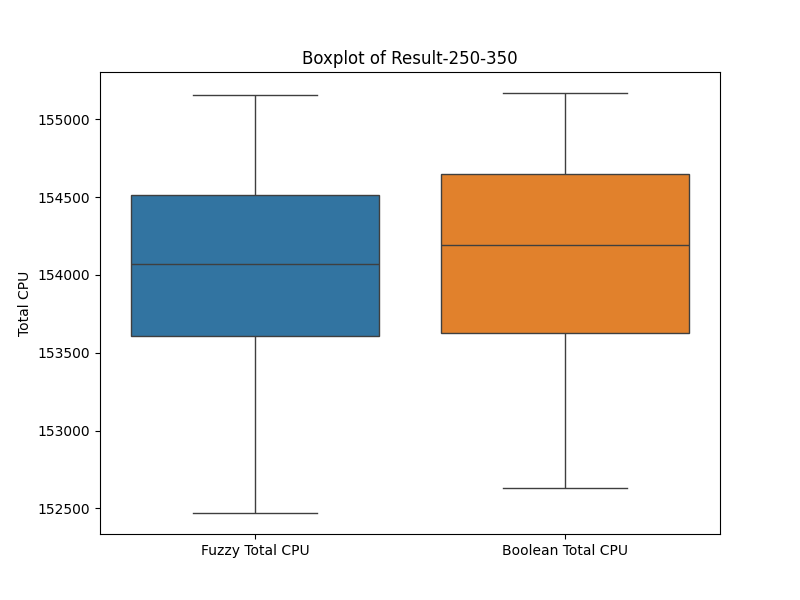 Boxplot of Result-250-350
155000
154500
154000
153500
153000
152500
Total CPU
Fuzzy Total CPU
Boolean Total CPU